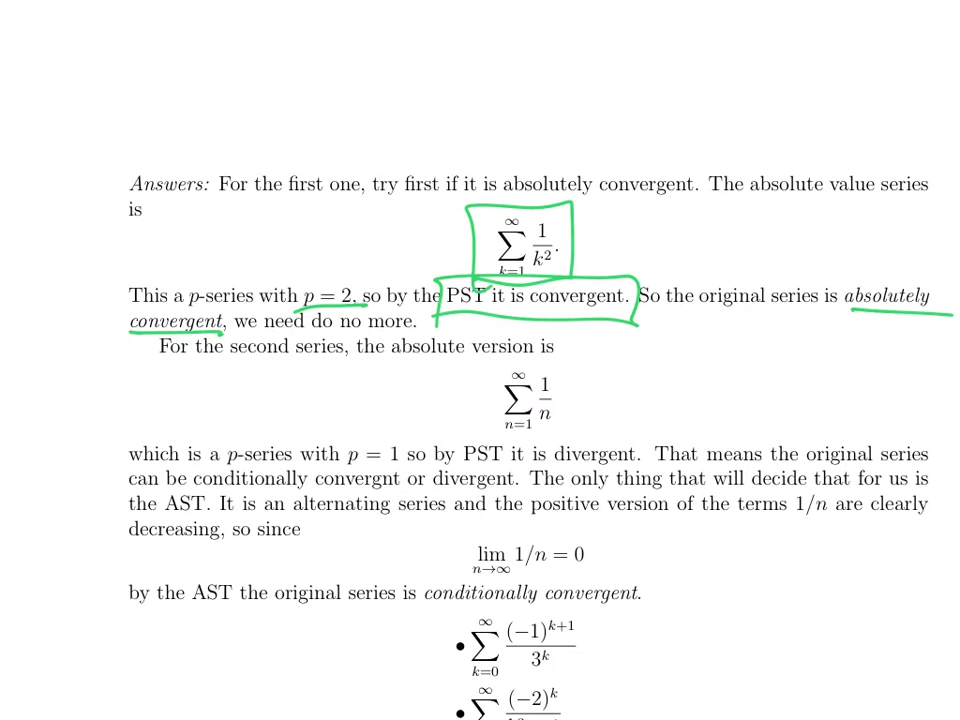 Answers: For the first one, try first if it is absolutely convergent. The absolute value series
is
∞
∑ 1/k².
k=1
This a p-series with p = 2, so by the PST it is convergent. So the original series is absolutely
convergent, we need do no more.
For the second series, the absolute version is
∞
∑ 1/n
n=1
which is a p-series with p = 1 so by PST it is divergent. That means the original series
can be conditionally convergnt or divergent. The only thing that will decide that for us is
the AST. It is an alternating series and the positive version of the terms 1/n are clearly
decreasing, so since
lim 1/n = 0
n→∞
by the AST the original series is conditionally convergent.
∞
• ∑ (−1)^{k+1}/3^k
k=0
∞
• ∑ (−2)^k